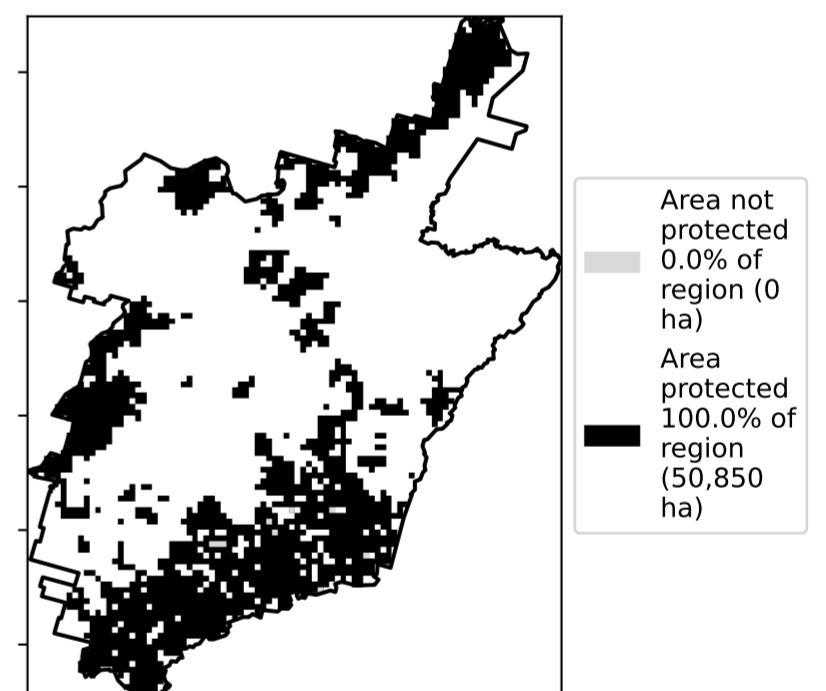 Area not
protected
0.0% of
region (0
ha)
Area
protected
100.0% of
region
(50,850
ha)